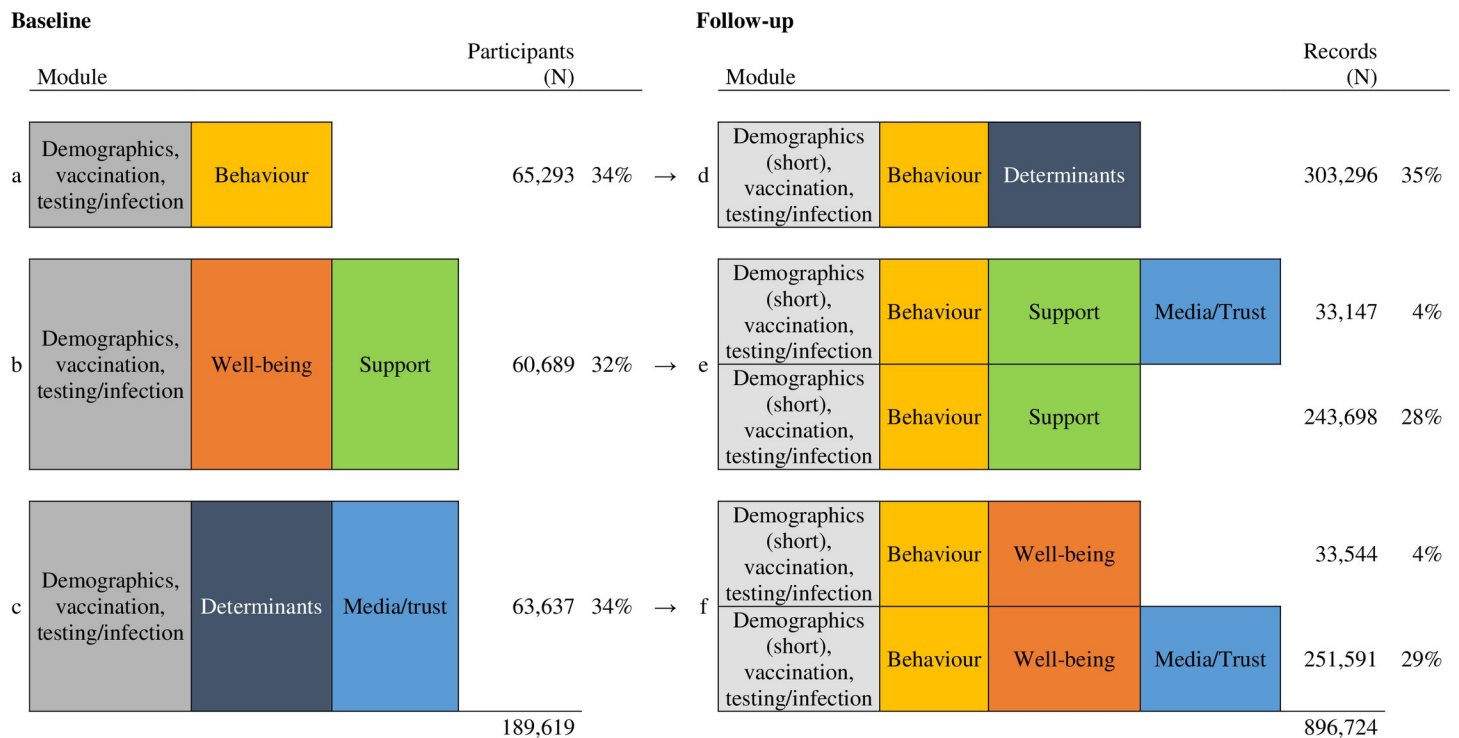 Baseline
Follow-up
Participants
Module
(N)
Records
Module
(N)
a
Demographics,
vaccination,
testing/infection
Behaviour
65,293 34% →
d
Demographics
(short),
vaccination,
testing/infection
Behaviour
Determinants
303,296 35%
b
Demographics,
vaccination,
testing/infection
Well-being
Support
60,689 32% →
e
Demographics
(short),
vaccination,
testing/infection
Behaviour
Support
Media/Trust
33,147 4%
Demographics
(short),
vaccination,
testing/infection
Behaviour
Support
243,698 28%
c
Demographics,
vaccination,
testing/infection
Determinants
Media/trust
63,637 34% →
f
Demographics
(short),
vaccination,
testing/infection
Behaviour
Well-being
33,544 4%
Demographics
(short),
vaccination,
testing/infection
Behaviour
Well-being
Media/Trust
251,591 29%
189,619
896,724